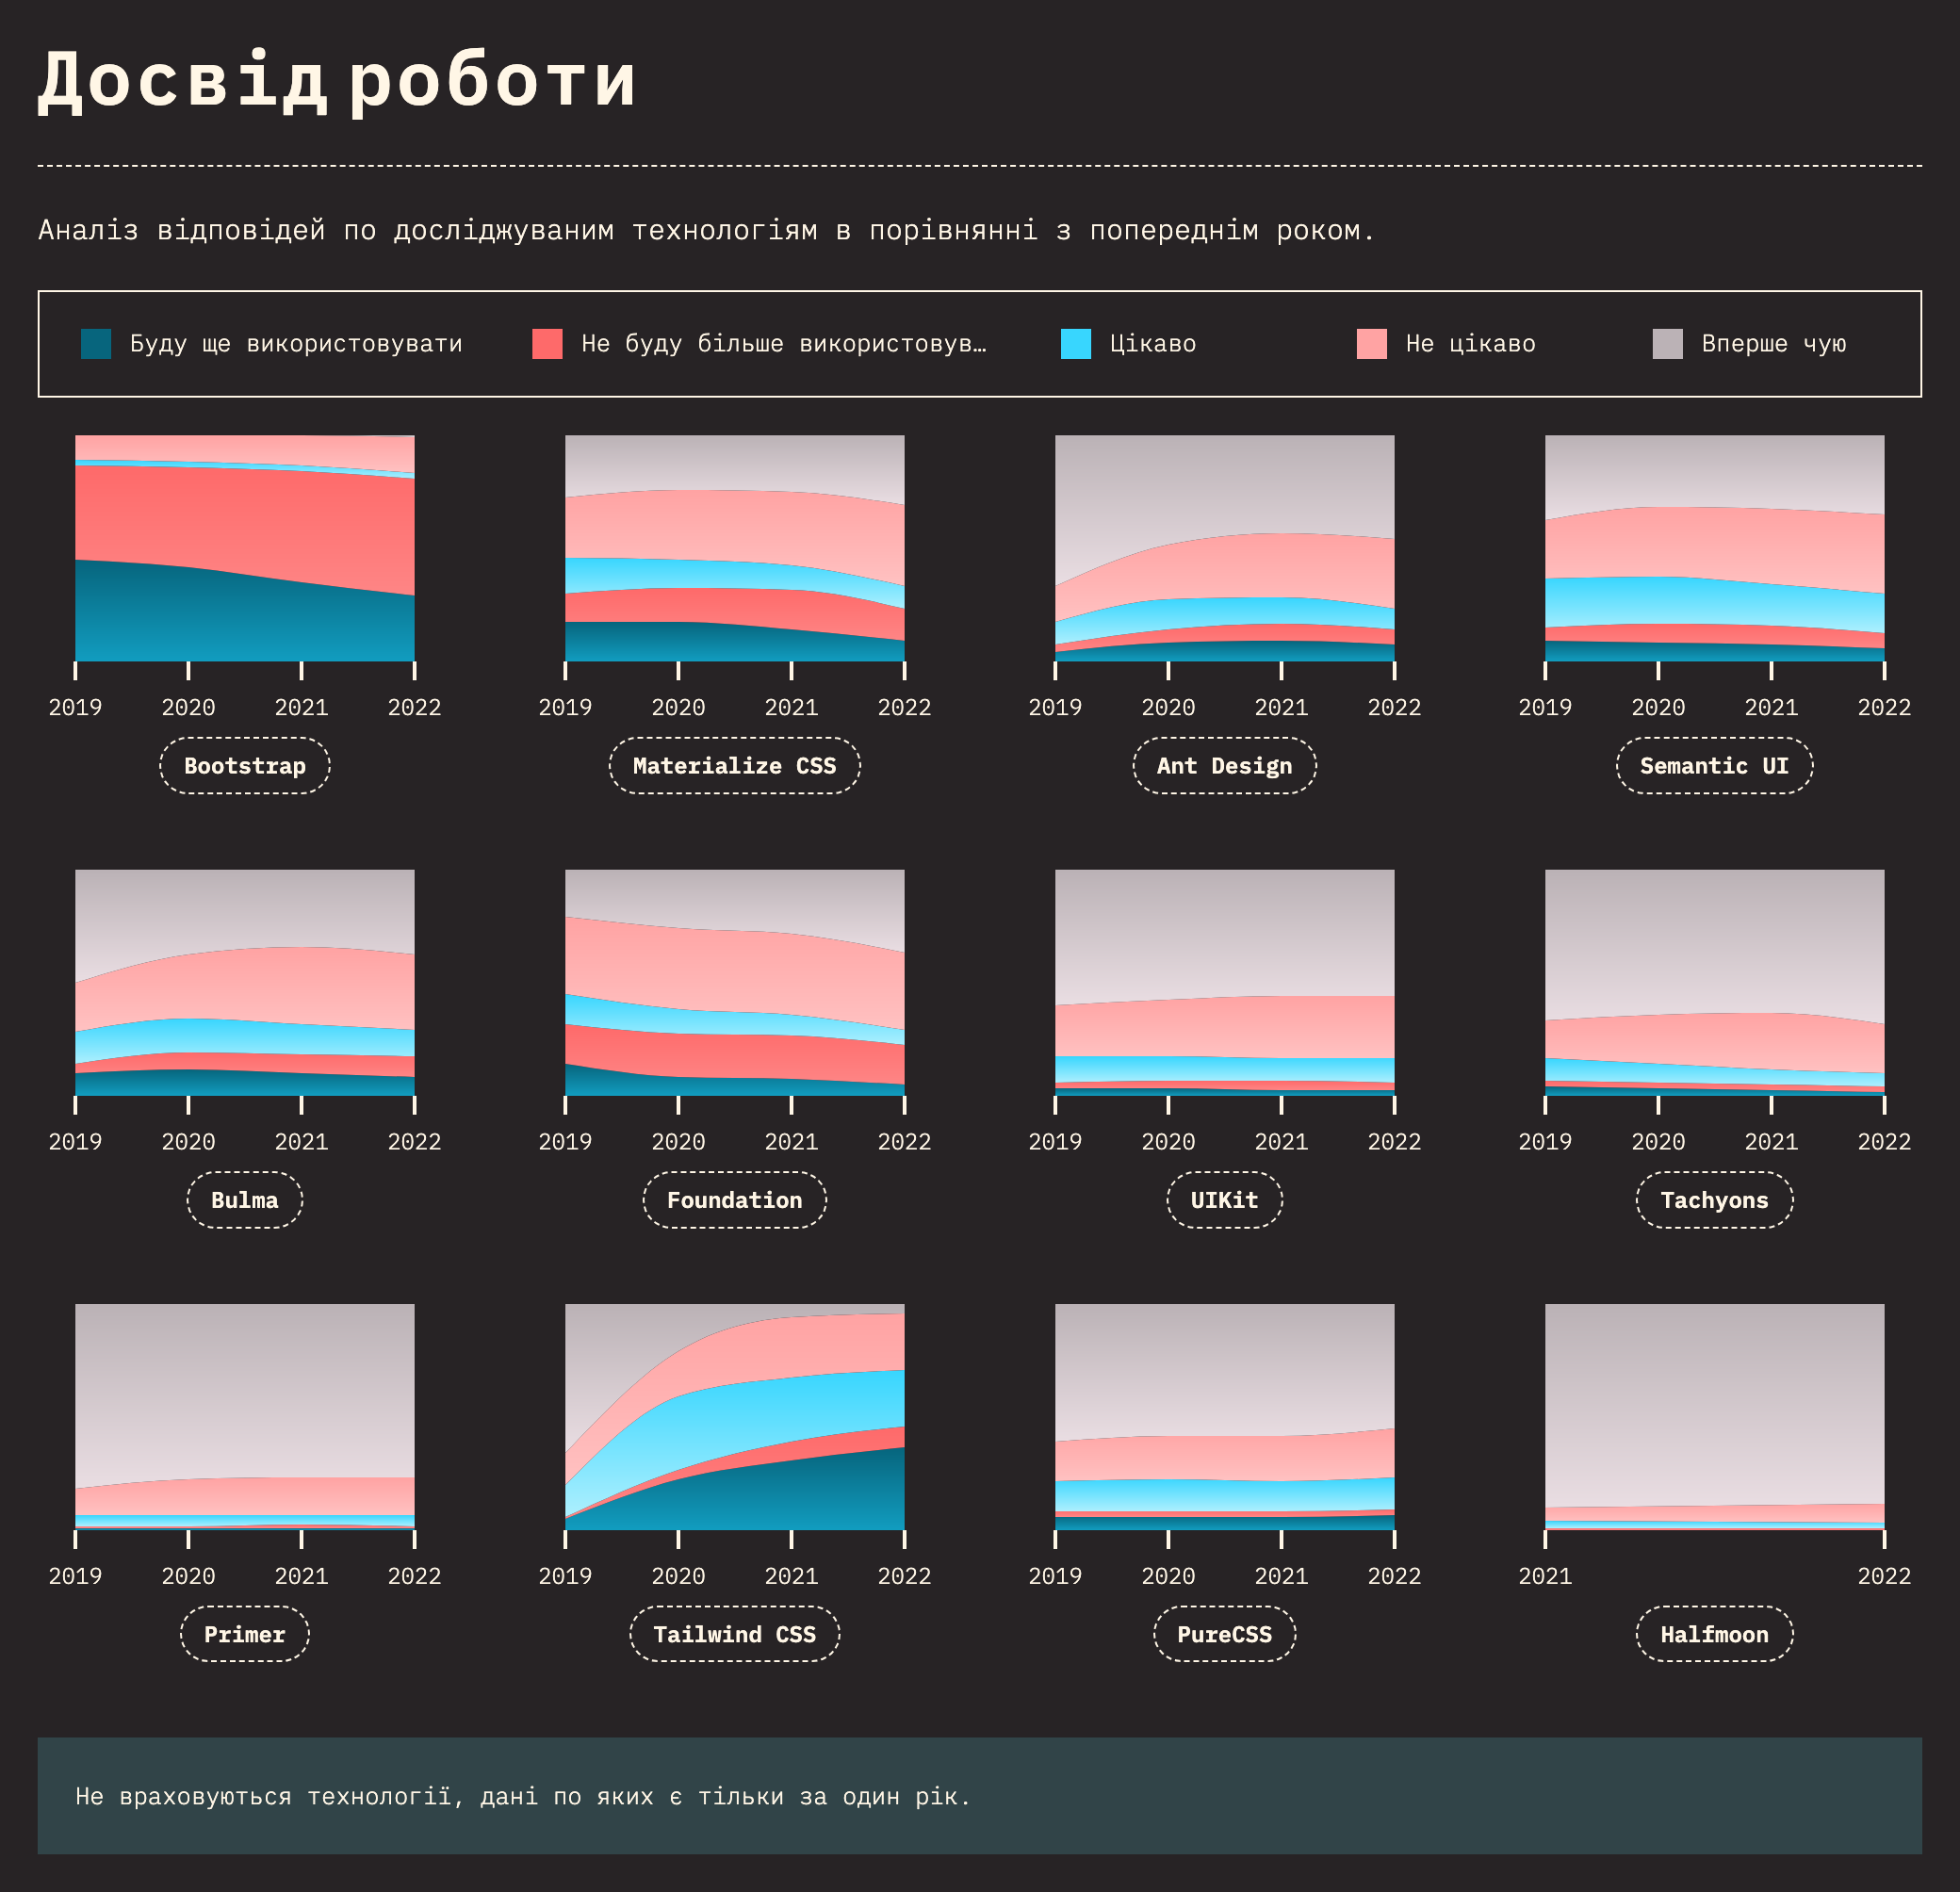 Досвід роботи
Аналіз відповідей по досліджуваним технологіям в порівнянні з попереднім роком.
Буду ще використовувати Не буду більше використовув… Цікаво Не цікаво Вперше чую
2019 2020 2021 2022 2019 2020 2021 2022 2019 2020 2021 2022 2019 2020 2021 2022
Bootstrap Materialize CSS Ant Design Semantic UI
2019 2020 2021 2022 2019 2020 2021 2022 2019 2020 2021 2022 2019 2020 2021 2022
Bulma Foundation UIKit Tachyons
2019 2020 2021 2022 2019 2020 2021 2022 2019 2020 2021 2022 2021 2022
Primer Tailwind CSS PureCSS Halfmoon
Не враховуються технології, дані по яких є тільки за один рік.